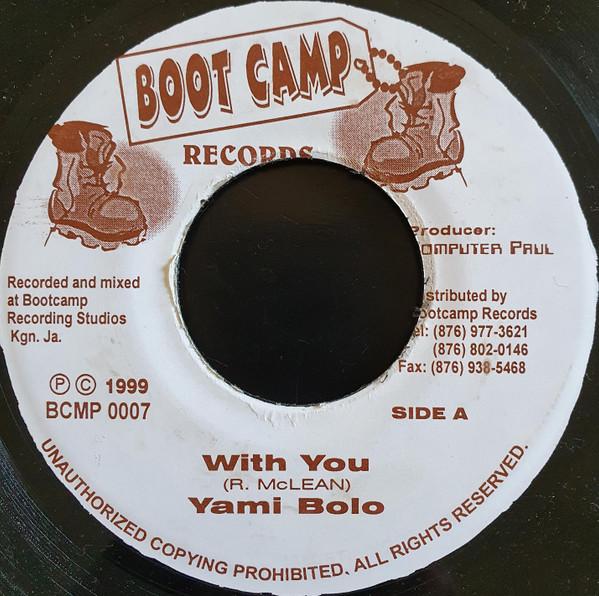 BOOT CAMP
RECORDS
Producer:
COMPUTER PAUL
Recorded and mixed
at Bootcamp
Recording Studios
Kgn. Ja.
Distributed by
Bootcamp Records
Tel: (876) 977-3621
(876) 802-0146
Fax: (876) 938-5468
Ⓟ © 1999
BCMP 0007
SIDE A
With You
(R. McLEAN)
Yami Bolo
UNAUTHORIZED COPYING PROHIBITED. ALL RIGHTS RESERVED.